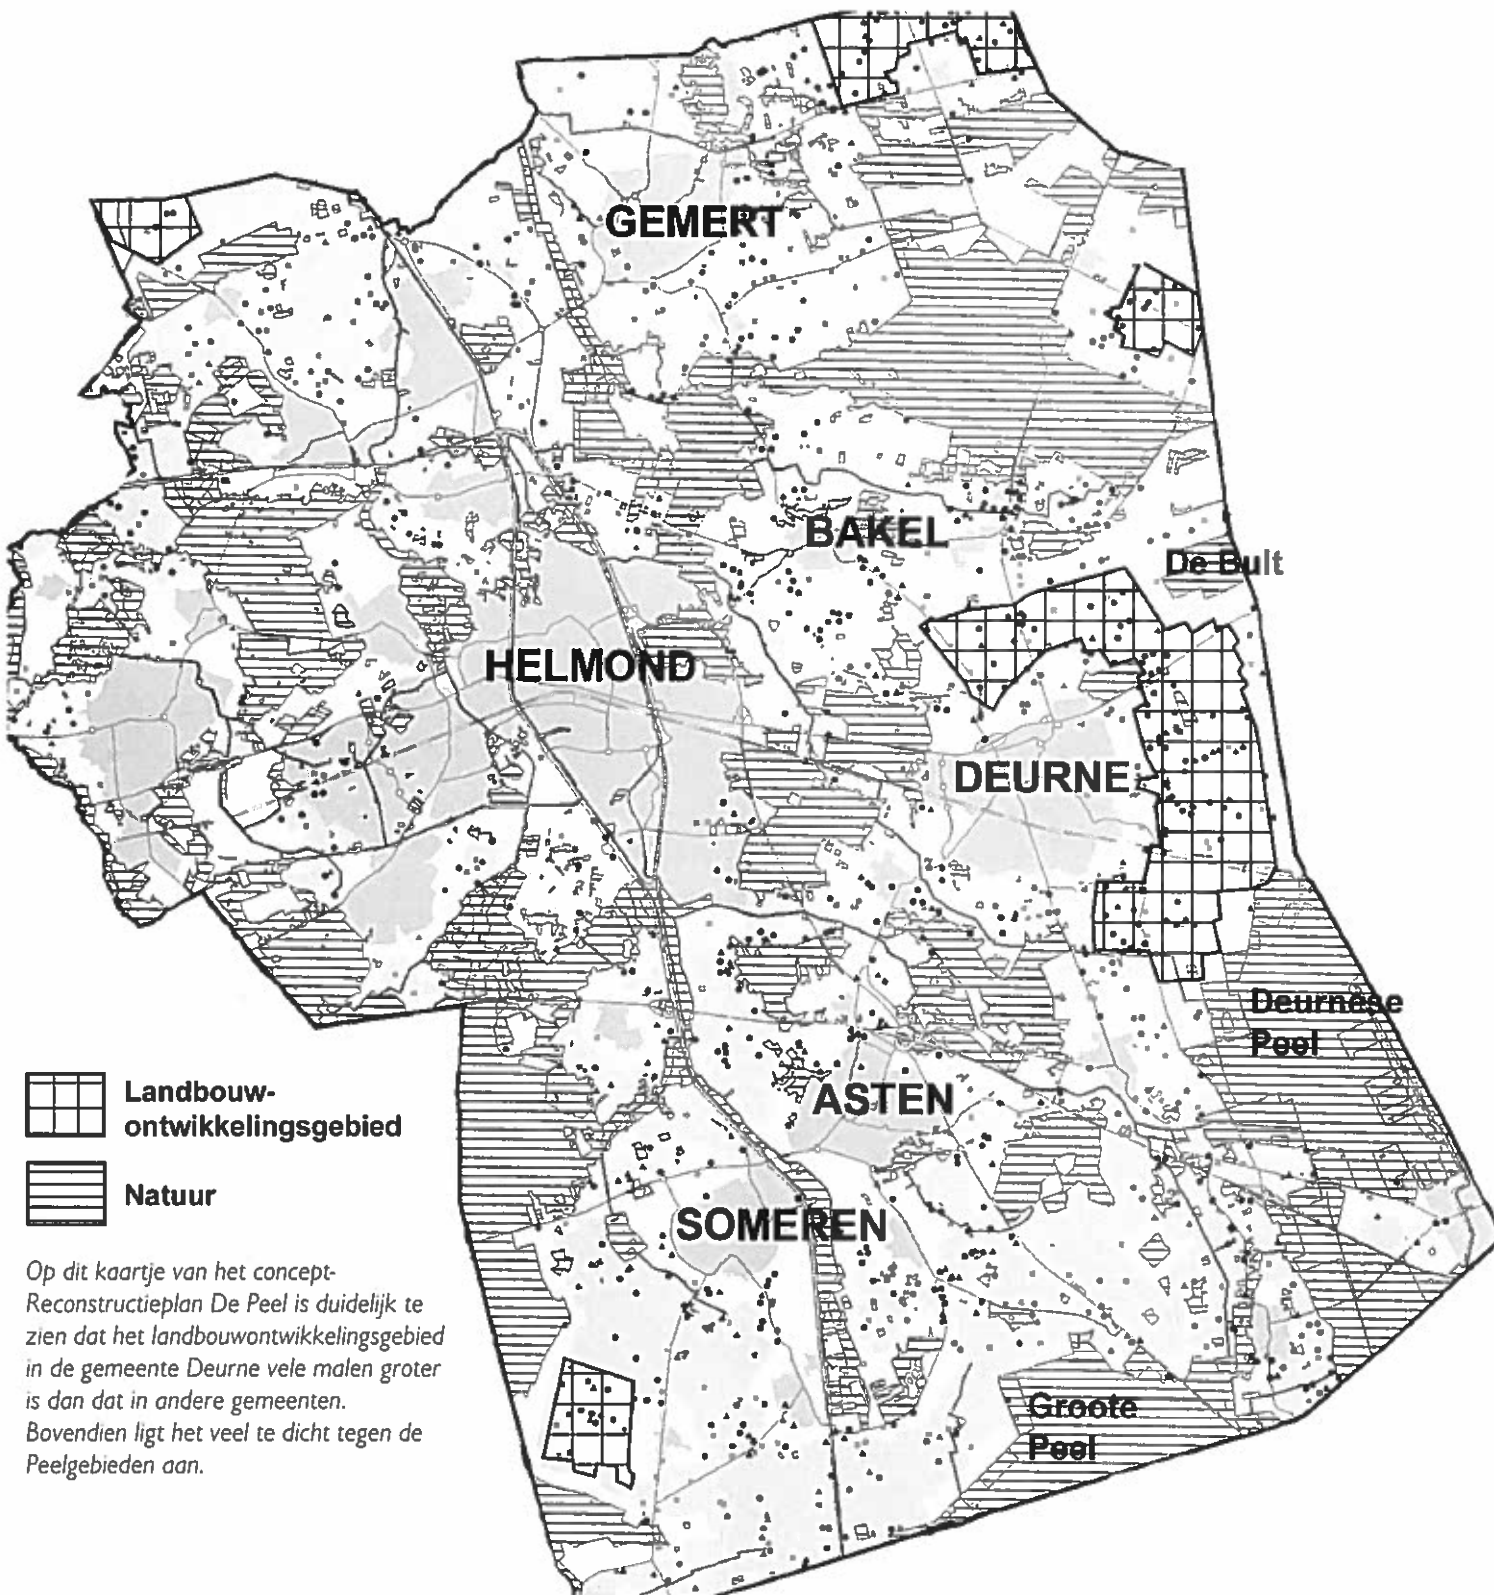 GEMERT
BAKEL
De Bult
HELMOND
DEURNE
Deurnese
Peel
ASTEN
SOMEREN
Groote
Peel
Landbouw-
ontwikkelingsgebied
Natuur
Op dit kaartje van het concept-
Reconstructieplan De Peel is duidelijk te
zien dat het landbouwontwikkelingsgebied
in de gemeente Deurne vele malen groter
is dan dat in andere gemeenten.
Bovendien ligt het veel te dicht tegen de
Peelgebieden aan.